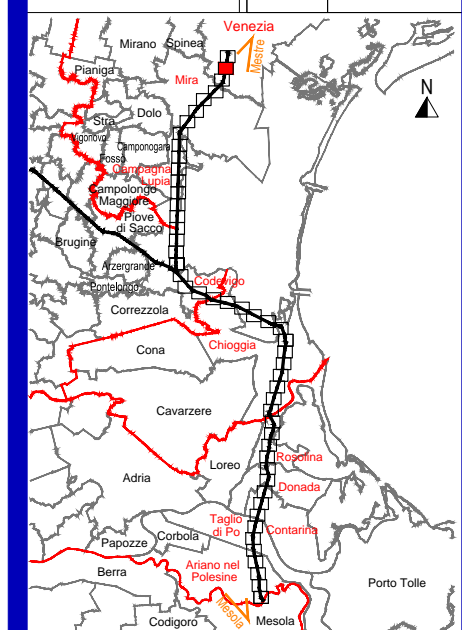 Venezia
Mestre
Mirano
Spinea
Pianiga
Mira
N
Dolo
Stra
Vigonovo
Camponogara
Fosso
Campagna
Lupia
Campolongo
Maggiore
Piove
di Sacco
Brugine
Arzergrande
Codevigo
Pontelongo
Correzzola
Chioggia
Cona
Cavarzere
Rosolina
Loreo
Adria
Donada
Taglio
di Po
Contarina
Corbola
Papozze
Ariano nel
Polesine
Berra
Porto Tolle
Mesola
Mesola
Codigoro